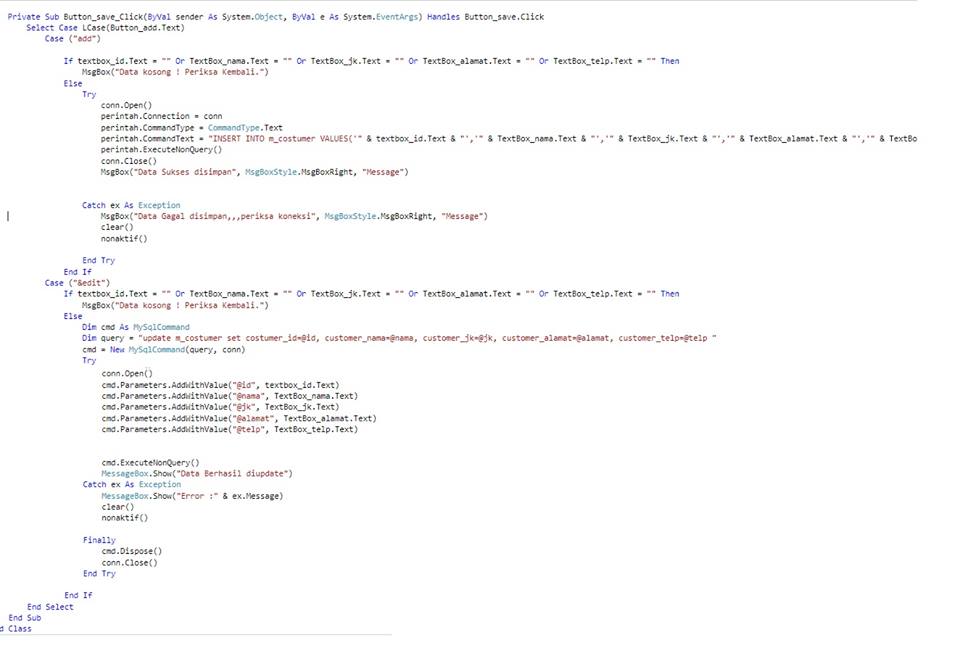 Private Sub Button_save_Click(ByVal sender As System.Object, ByVal e As System.EventArgs) Handles Button_save.Click
Select Case LCase(Button_add.Text)
Case ("add")
If textbox_id.Text = "" Or TextBox_nama.Text = "" Or TextBox_jk.Text = "" Or TextBox_alamat.Text = "" Or TextBox_telp.Text = "" Then
MsgBox("Data kosong ! Periksa Kembali.")
Else
Try
conn.Open()
perintah.Connection = conn
perintah.CommandType = CommandType.Text
perintah.CommandText = "INSERT INTO m_costumer VALUES('" & textbox_id.Text & "','" & TextBox_nama.Text & "','" & TextBox_jk.Text & "','" & TextBox_alamat.Text & "','" & TextBo
perintah.ExecuteNonQuery()
conn.Close()
MsgBox("Data Sukses disimpan", MsgBoxStyle.MsgBoxRight, "Message")
Catch ex As Exception
MsgBox("Data Gagal disimpan,,,periksa koneksi", MsgBoxStyle.MsgBoxRight, "Message")
clear()
nonaktif()
End Try
End If
Case ("&edit")
If textbox_id.Text = "" Or TextBox_nama.Text = "" Or TextBox_jk.Text = "" Or TextBox_alamat.Text = "" Or TextBox_telp.Text = "" Then
MsgBox("Data kosong ! Periksa Kembali.")
Else
Dim cmd As MySqlCommand
Dim query = "update m_costumer set costumer_id=@id, customer_nama=@nama, customer_jk=@jk, customer_alamat=@alamat, customer_telp=@telp "
cmd = New MySqlCommand(query, conn)
Try
conn.Open()
cmd.Parameters.AddWithValue("@id", textbox_id.Text)
cmd.Parameters.AddWithValue("@nama", TextBox_nama.Text)
cmd.Parameters.AddWithValue("@jk", TextBox_jk.Text)
cmd.Parameters.AddWithValue("@alamat", TextBox_alamat.Text)
cmd.Parameters.AddWithValue("@telp", TextBox_telp.Text)
cmd.ExecuteNonQuery()
MessageBox.Show("Data Berhasil diupdate")
Catch ex As Exception
MessageBox.Show("Error :" & ex.Message)
clear()
nonaktif()
Finally
cmd.Dispose()
conn.Close()
End Try
End If
End Select
End Sub
d Class